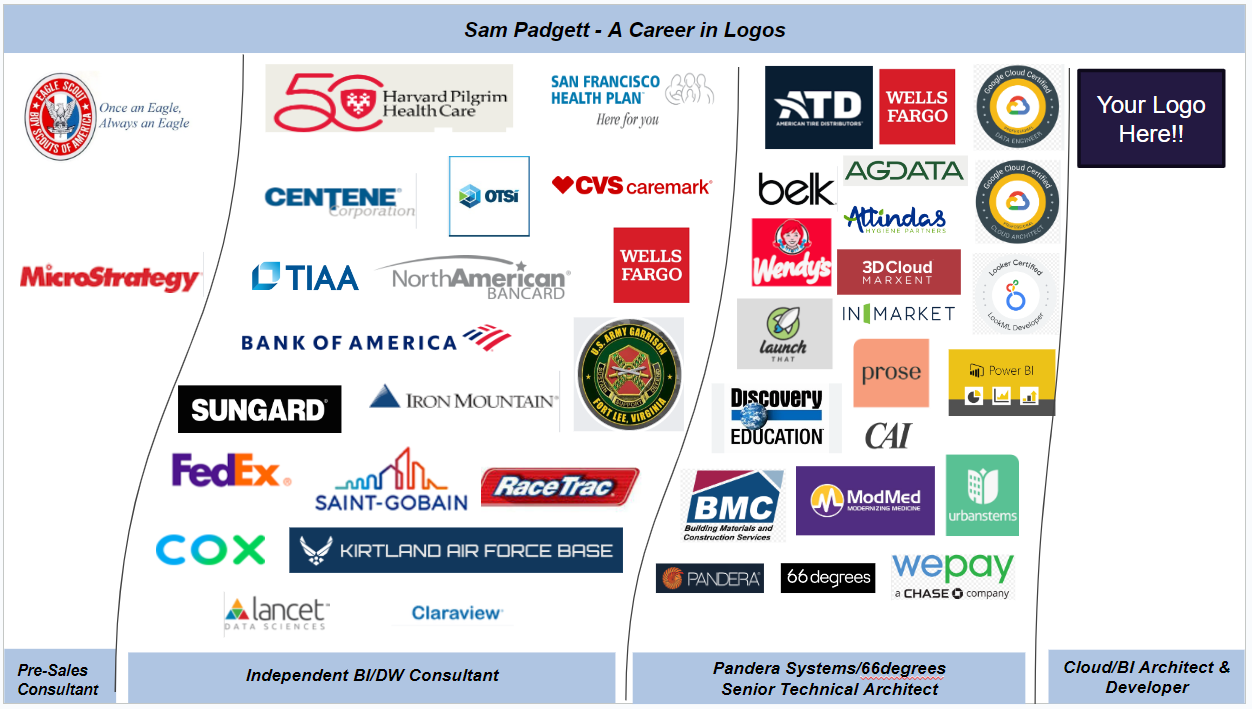 Sam Padgett - A Career in Logos
EAGLE SCOUT
BOY SCOUTS OF AMERICA
Once an Eagle,
Always an Eagle
MicroStrategy
Pre-Sales
Consultant
50
Harvard Pilgrim
Health Care
SAN FRANCISCO
HEALTH PLAN
Here for you
CENTENE®
Corporation
OTSi
CVS caremark®
TIAA
NorthAmerican®
BANCARD
WELLS
FARGO
BANK OF AMERICA
U.S. ARMY GARRISON
FORT LEE, VIRGINIA
SUNGARD®
IRON MOUNTAIN®
FedEx®
SAINT-GOBAIN
RaceTrac
COX
KIRTLAND AIR FORCE BASE
lancet™
DATA SCIENCES
Claraview
Independent BI/DW Consultant
ATD
AMERICAN TIRE DISTRIBUTORS
WELLS
FARGO
Google Cloud Certified
DATA ENGINEER
belk
AGDATA
Attindas
HYGIENE PARTNERS
Google Cloud Certified
CLOUD ARCHITECT
Wendy's
3DCloud
MARXENT
INMARKET
Looker Certified
LookML Developer
launch
THAT
prose
Power BI
Discovery
EDUCATION
CAI
BMC
Building Materials and
Construction Services
ModMed
MODERNIZING MEDICINE
urbanstems
PANDERA
66degrees
wepay
a CHASE company
Pandera Systems/66degrees
Senior Technical Architect
Your Logo
Here!!
Cloud/BI Architect &
Developer